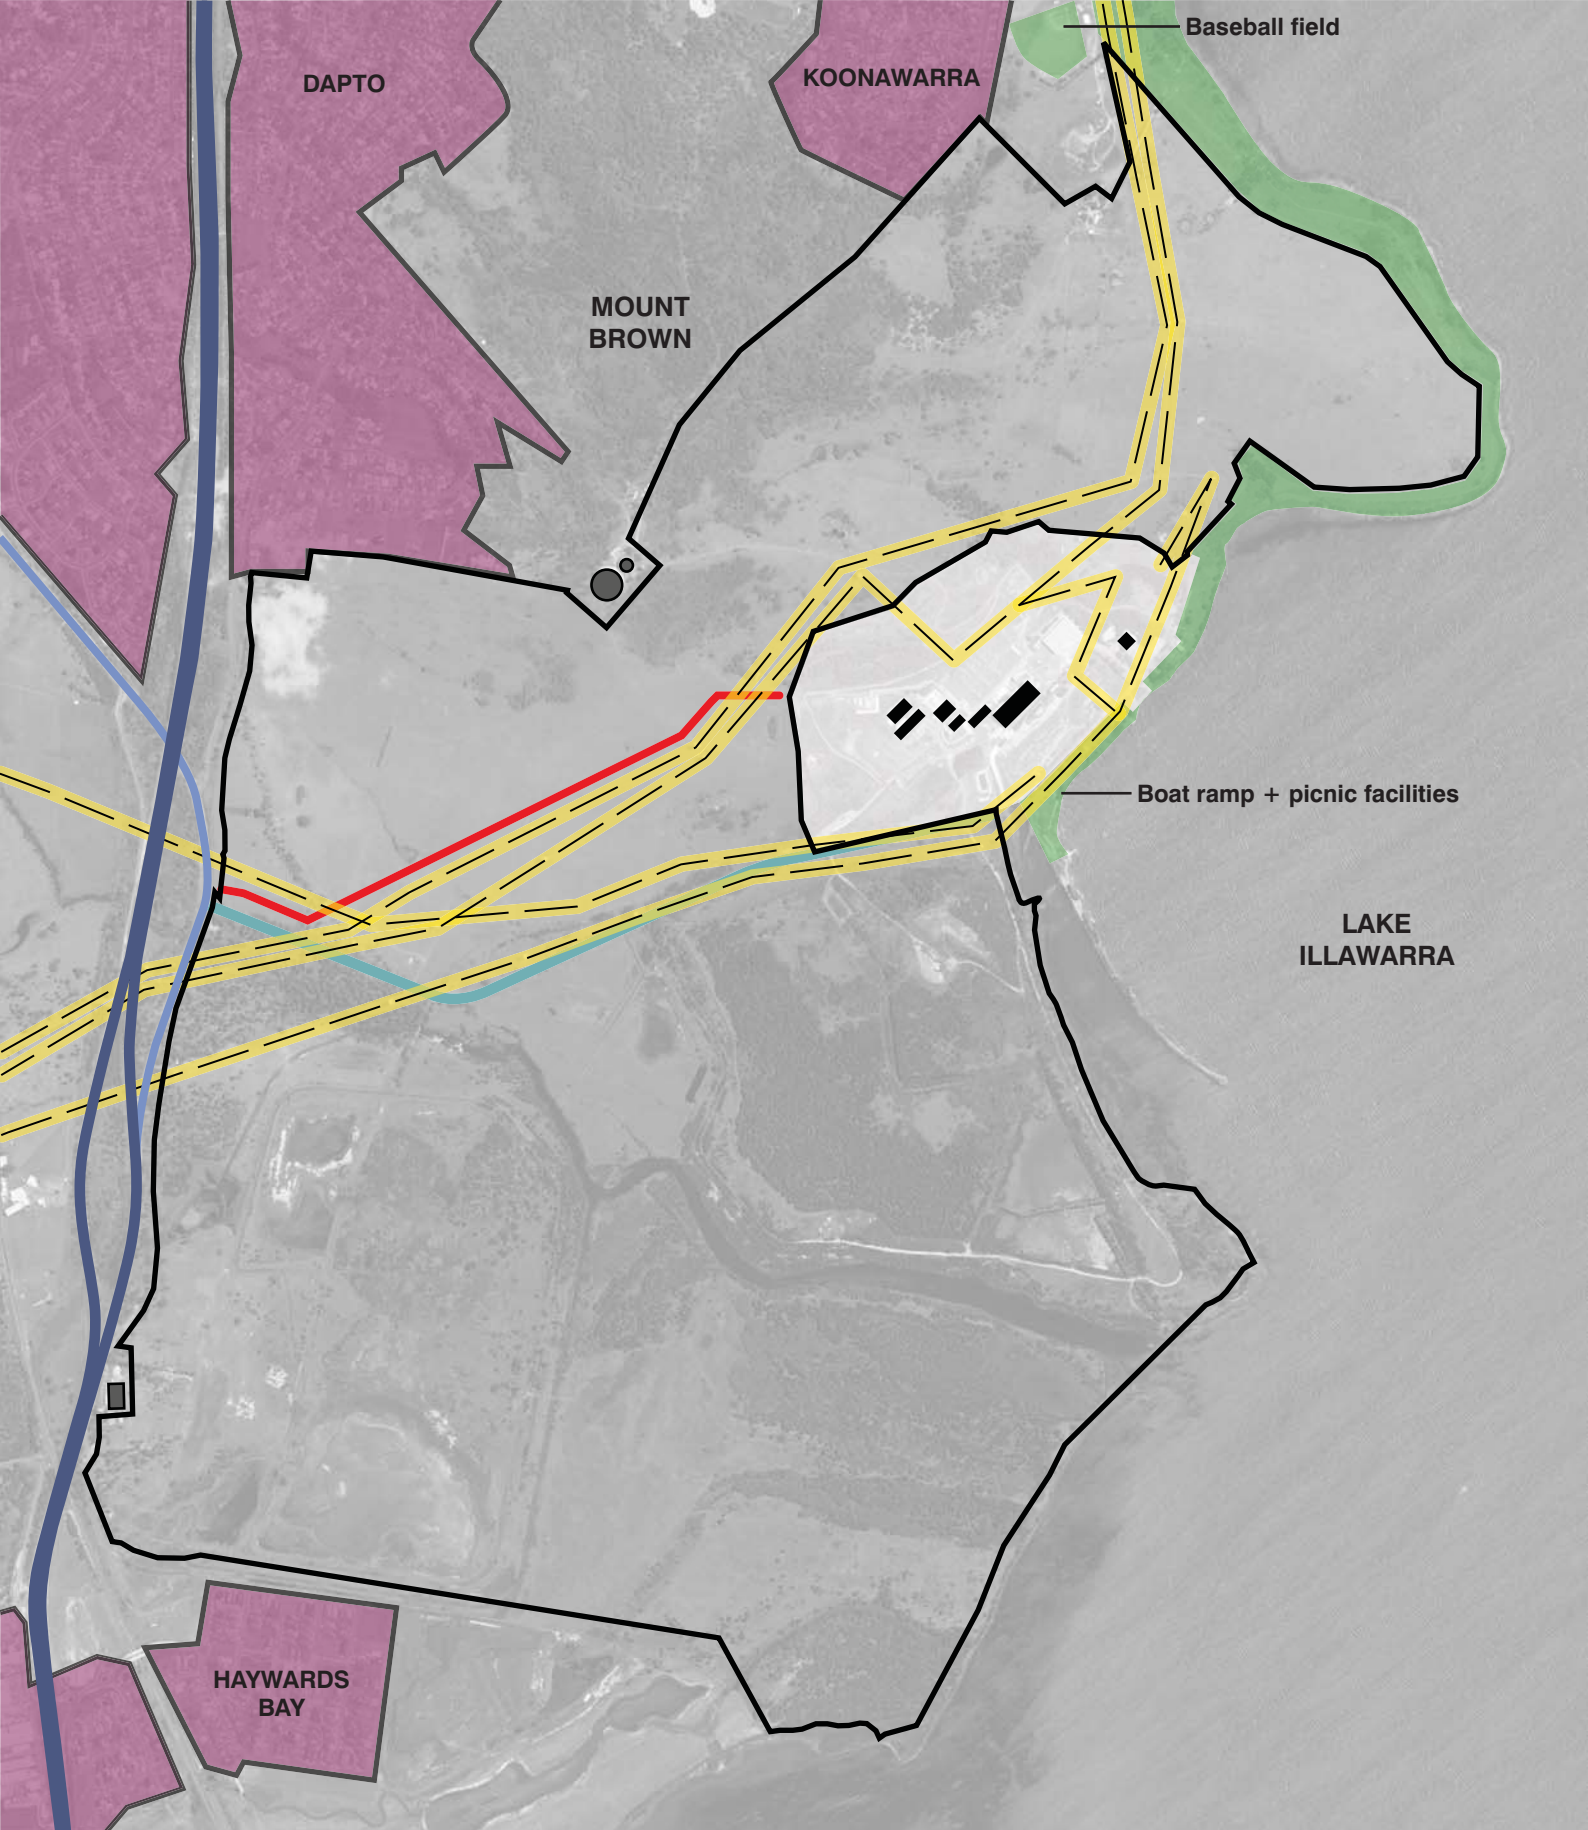 Baseball field
DAPTO
KOONAWARRA
MOUNT
BROWN
Boat ramp + picnic facilities
LAKE
ILLAWARRA
HAYWARDS
BAY